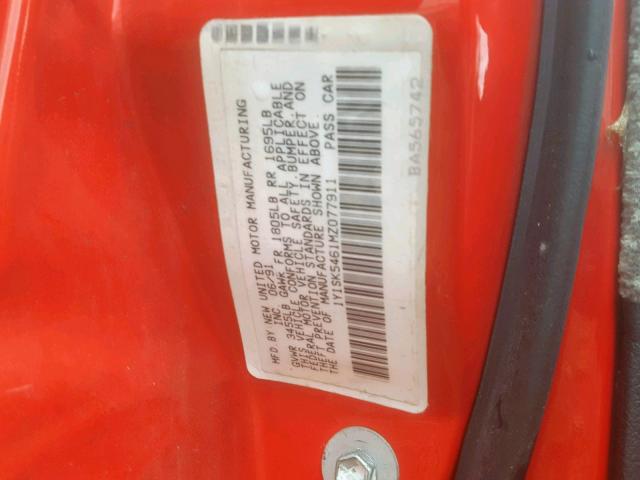 MFD BY NEW UNITED MOTOR MANUFACTURING
INC 06/91
GVWR 3455LB GAWR FR 1805LB RR 1695LB
THIS VEHICLE CONFORMS TO ALL APPLICABLE
FEDERAL MOTOR VEHICLE SAFETY, BUMPER, AND
THEFT PREVENTION STANDARDS IN EFFECT ON
THE DATE OF MANUFACTURE SHOWN ABOVE.
1Y1SK5461MZ077911 PASS CAR
BA565742